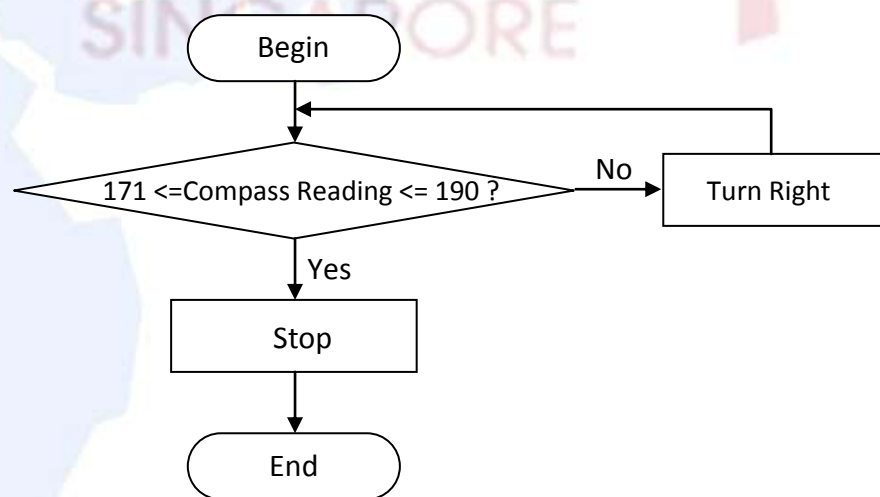 SINGAPORE
Begin
171 <=Compass Reading <= 190 ?
No
Turn Right
Yes
Stop
End